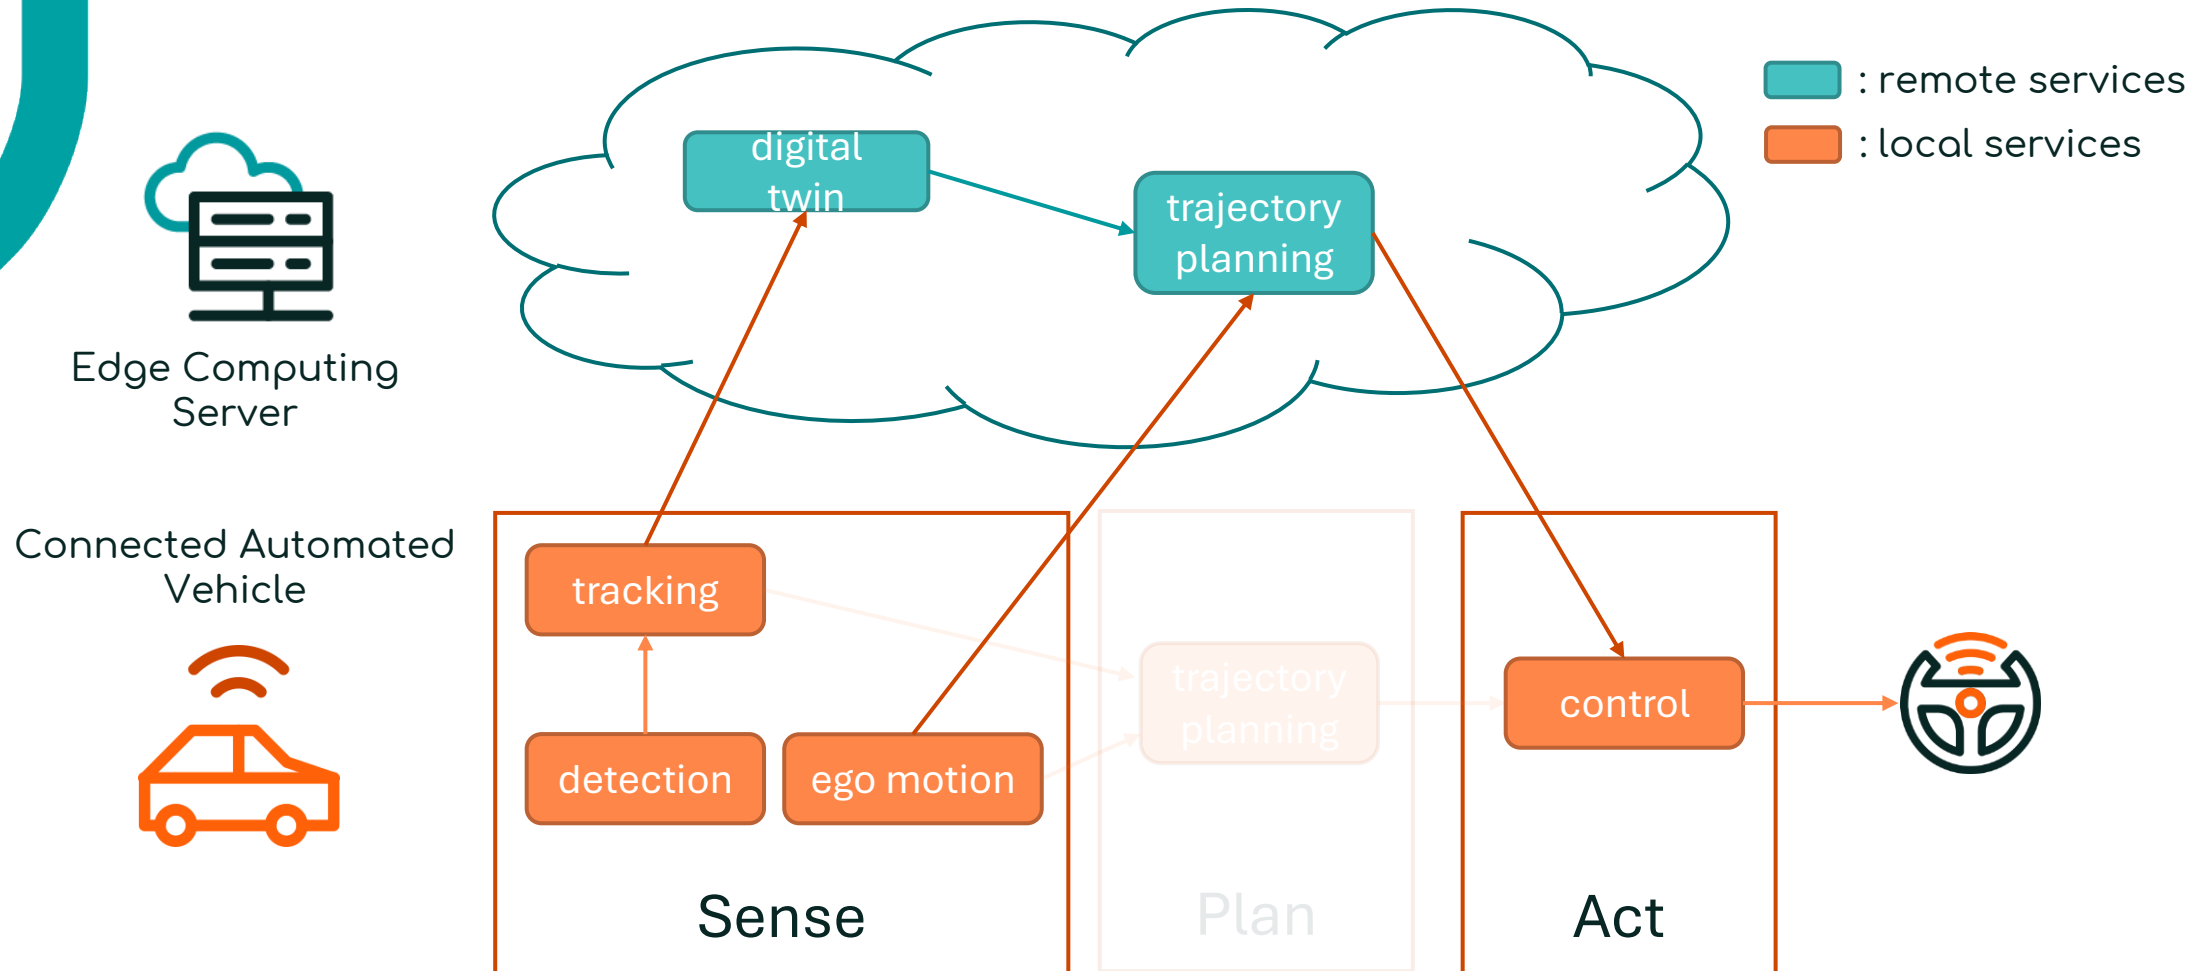 digital
twin
trajectory
planning
: remote services
: local services
Edge Computing
Server
Connected Automated
Vehicle
tracking
detection
ego motion
trajectory
planning
control
Sense
Plan
Act